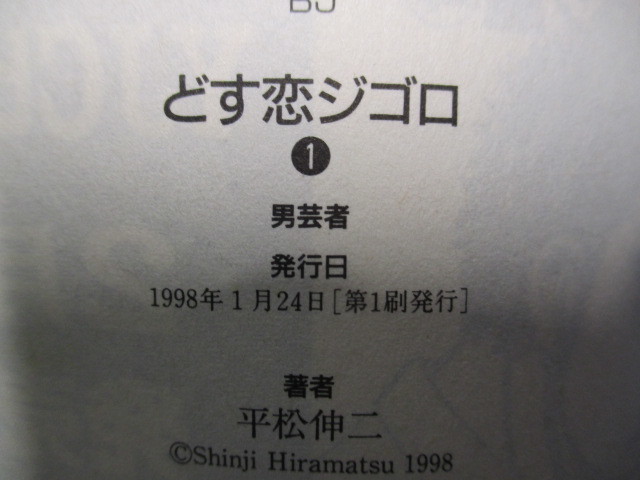 BJ
どす恋ジゴロ
1
男芸者
発行日
1998年1月24日[第1刷発行]
著者
平松伸二
©Shinji Hiramatsu 1998